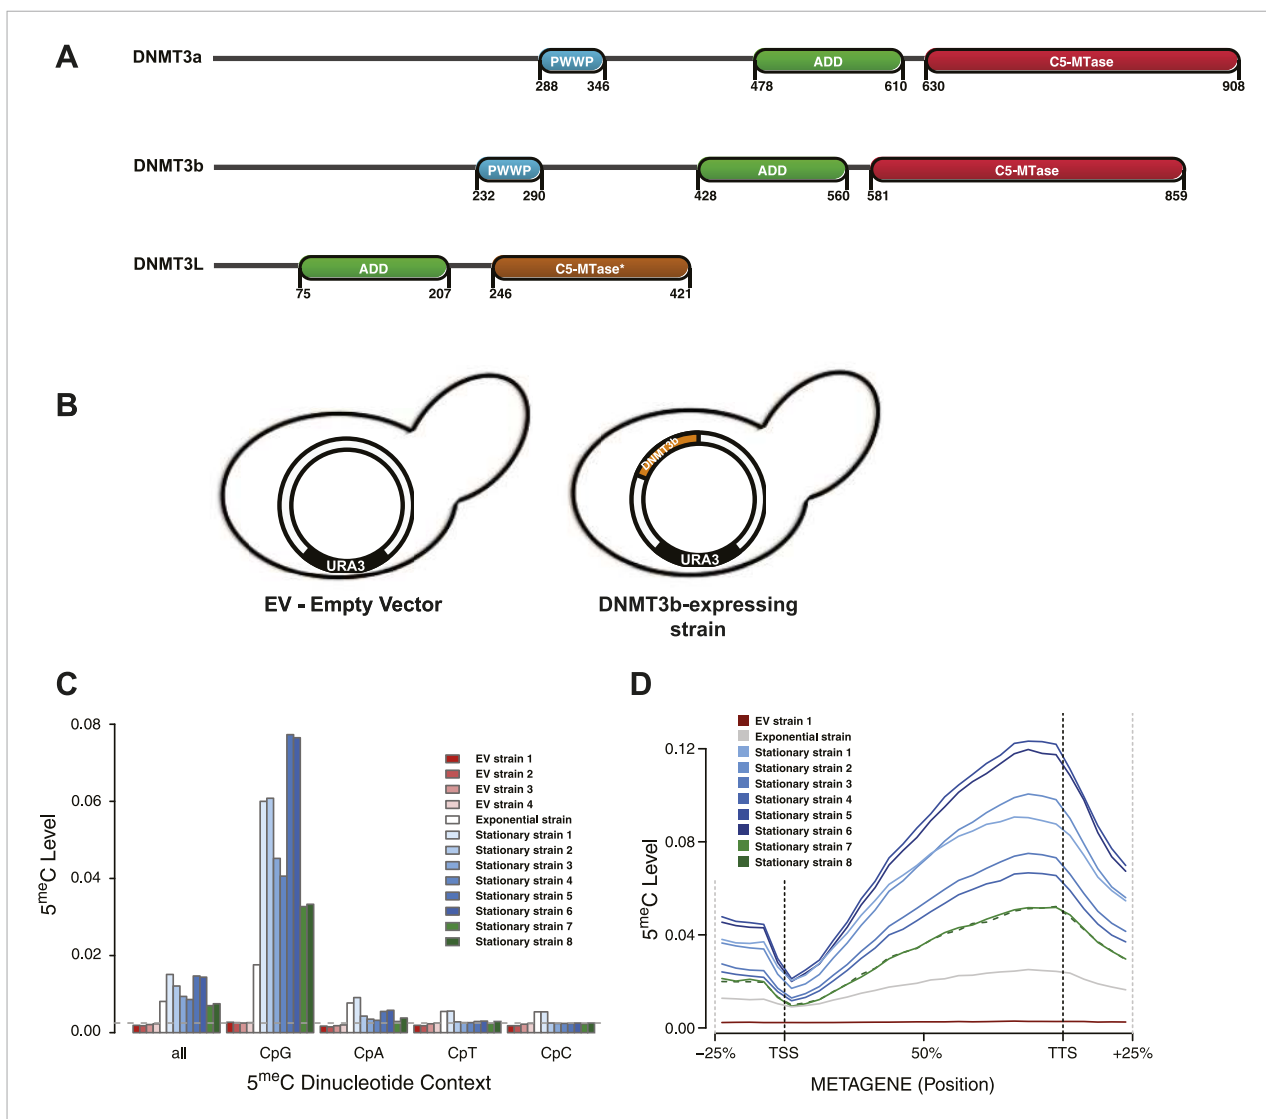 A
DNMT3a
PWWP
ADD
C5-MTase
288 346 478 610 630 908
DNMT3b
PWWP
ADD
C5-MTase
232 290 428 560 581 859
DNMT3L
ADD
C5-MTase*
75 207 246 421
B
URA3
EV - Empty Vector
DNMT3b
URA3
DNMT3b-expressing
strain
C
5meC Level
0.08
0.06
0.04
0.02
0.00
EV strain 1
EV strain 2
EV strain 3
EV strain 4
Exponential strain
Stationary strain 1
Stationary strain 2
Stationary strain 3
Stationary strain 4
Stationary strain 5
Stationary strain 6
Stationary strain 7
Stationary strain 8
all CpG CpA CpT CpC
5meC Dinucleotide Context
D
5meC Level
0.12
0.08
0.04
0.00
EV strain 1
Exponential strain
Stationary strain 1
Stationary strain 2
Stationary strain 3
Stationary strain 4
Stationary strain 5
Stationary strain 6
Stationary strain 7
Stationary strain 8
−25% TSS 50% TTS +25%
METAGENE (Position)